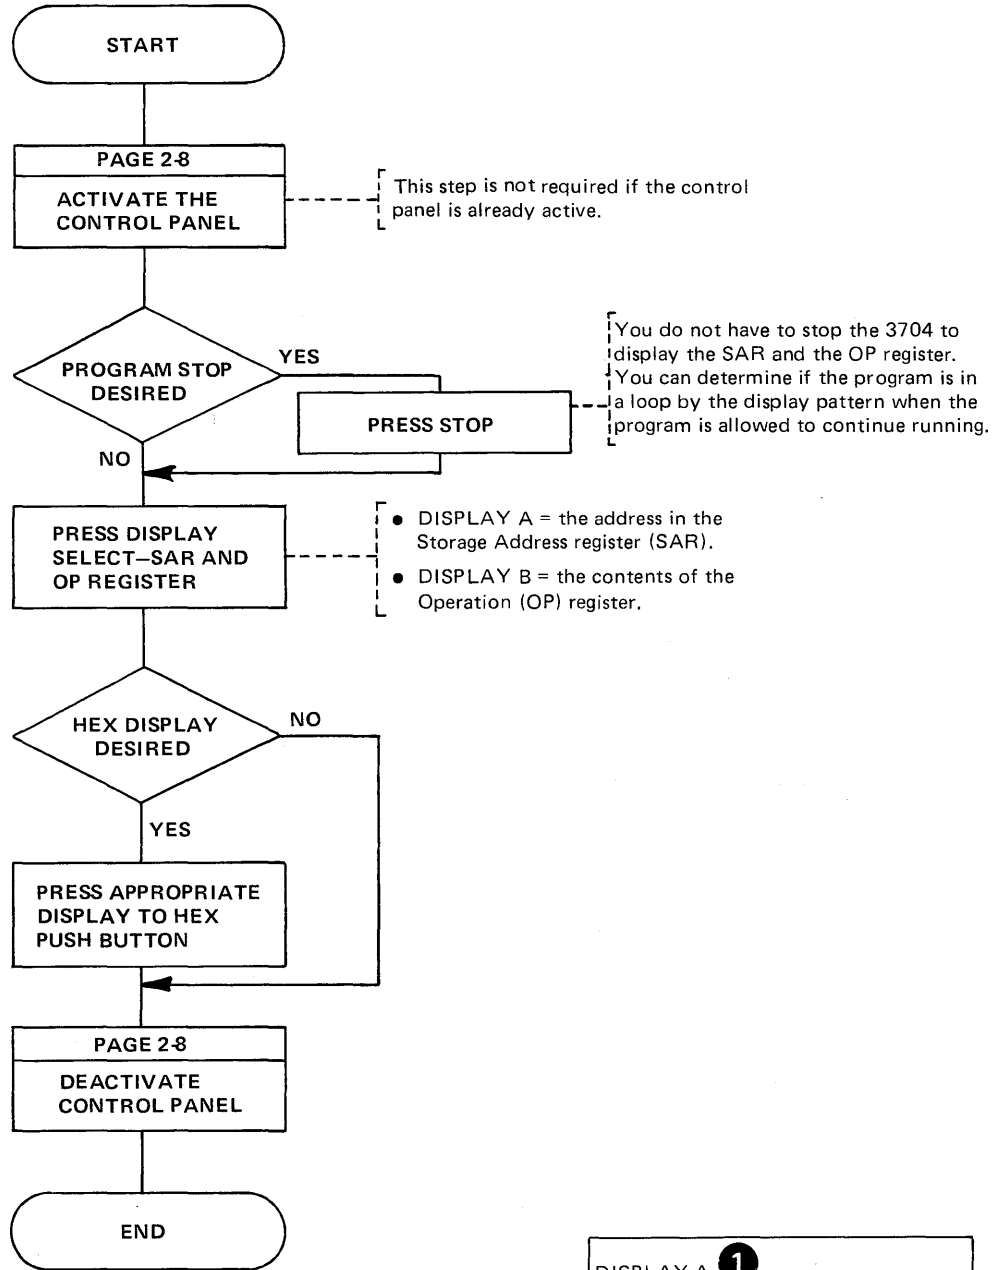 START
PAGE 2-8
ACTIVATE THE
CONTROL PANEL
This step is not required if the control
panel is already active.
PROGRAM STOP
DESIRED
YES
PRESS STOP
You do not have to stop the 3704 to
display the SAR and the OP register.
You can determine if the program is in
a loop by the display pattern when the
program is allowed to continue running.
NO
PRESS DISPLAY
SELECT—SAR AND
OP REGISTER
● DISPLAY A = the address in the
Storage Address register (SAR).
● DISPLAY B = the contents of the
Operation (OP) register.
HEX DISPLAY
DESIRED
NO
YES
PRESS APPROPRIATE
DISPLAY TO HEX
PUSH BUTTON
PAGE 2-8
DEACTIVATE
CONTROL PANEL
END
DISPLAY A 1